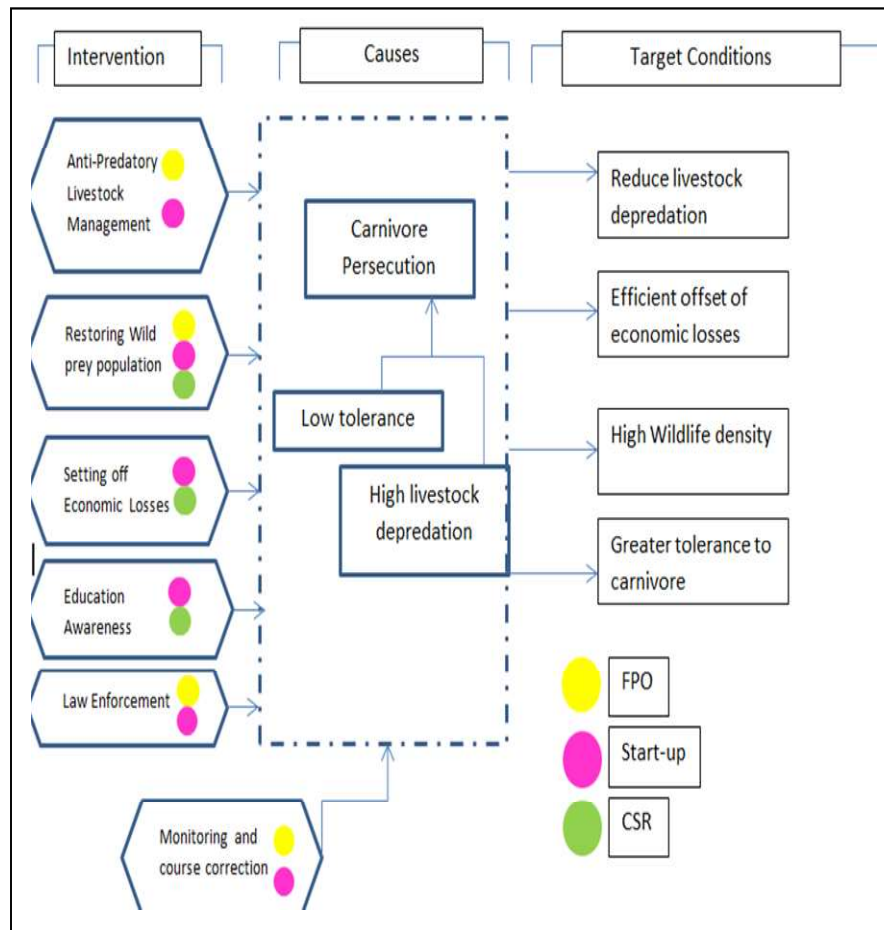 Intervention
Causes
Target Conditions
Anti-Predatory
Livestock
Management
Restoring Wild
prey population
Setting off
Economic Losses
Education
Awareness
Law Enforcement
Monitoring and
course correction
Carnivore
Persecution
Low tolerance
High livestock
depredation
Reduce livestock
depredation
Efficient offset of
economic losses
High Wildlife density
Greater tolerance to
carnivore
FPO
Start-up
CSR